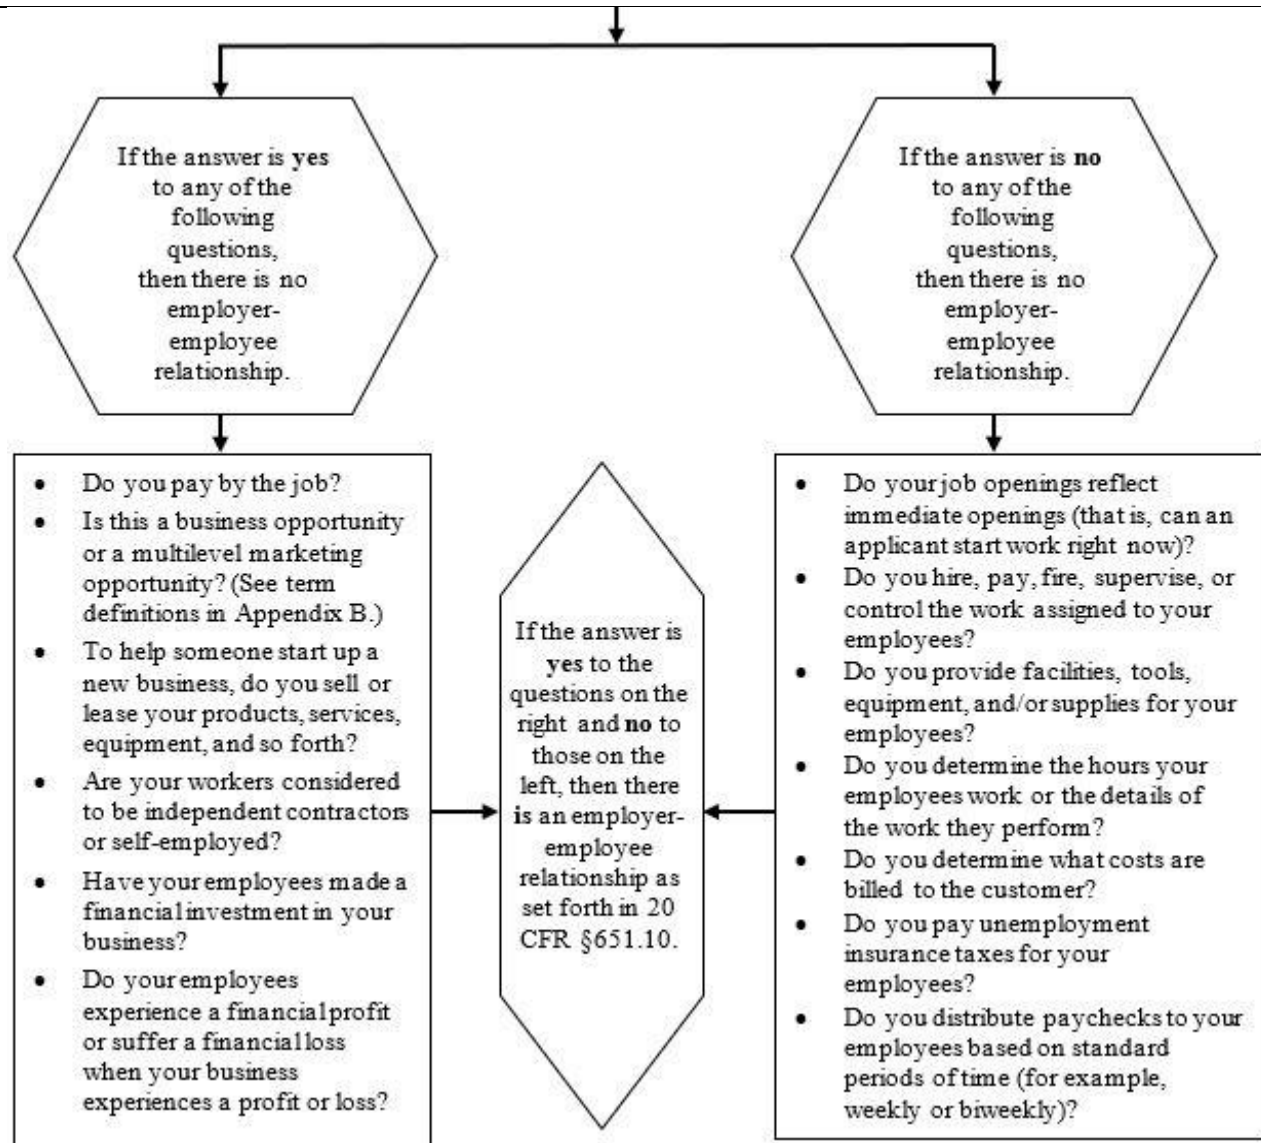 If the answer is yes
to any of the
following
questions,
then there is no
employer-
employee
relationship.
If the answer is no
to any of the
following
questions,
then there is no
employer-
employee
relationship.
• Do you pay by the job?
• Is this a business opportunity
or a multilevel marketing
opportunity? (See term
definitions in Appendix B.)
• To help someone start up a
new business, do you sell or
lease your products, services,
equipment, and so forth?
• Are your workers considered
to be independent contractors
or self-employed?
• Have your employees made a
financial investment in your
business?
• Do your employees
experience a financial profit
or suffer a financial loss
when your business
experiences a profit or loss?
If the answer is
yes to the
questions on the
right and no to
those on the
left, then there
is an employer-
employee
relationship as
set forth in 20
CFR §651.10.
• Do your job openings reflect
immediate openings (that is, can an
applicant start work right now)?
• Do you hire, pay, fire, supervise, or
control the work assigned to your
employees?
• Do you provide facilities, tools,
equipment, and/or supplies for your
employees?
• Do you determine the hours your
employees work or the details of
the work they perform?
• Do you determine what costs are
billed to the customer?
• Do you pay unemployment
insurance taxes for your
employees?
• Do you distribute paychecks to your
employees based on standard
periods of time (for example,
weekly or biweekly)?